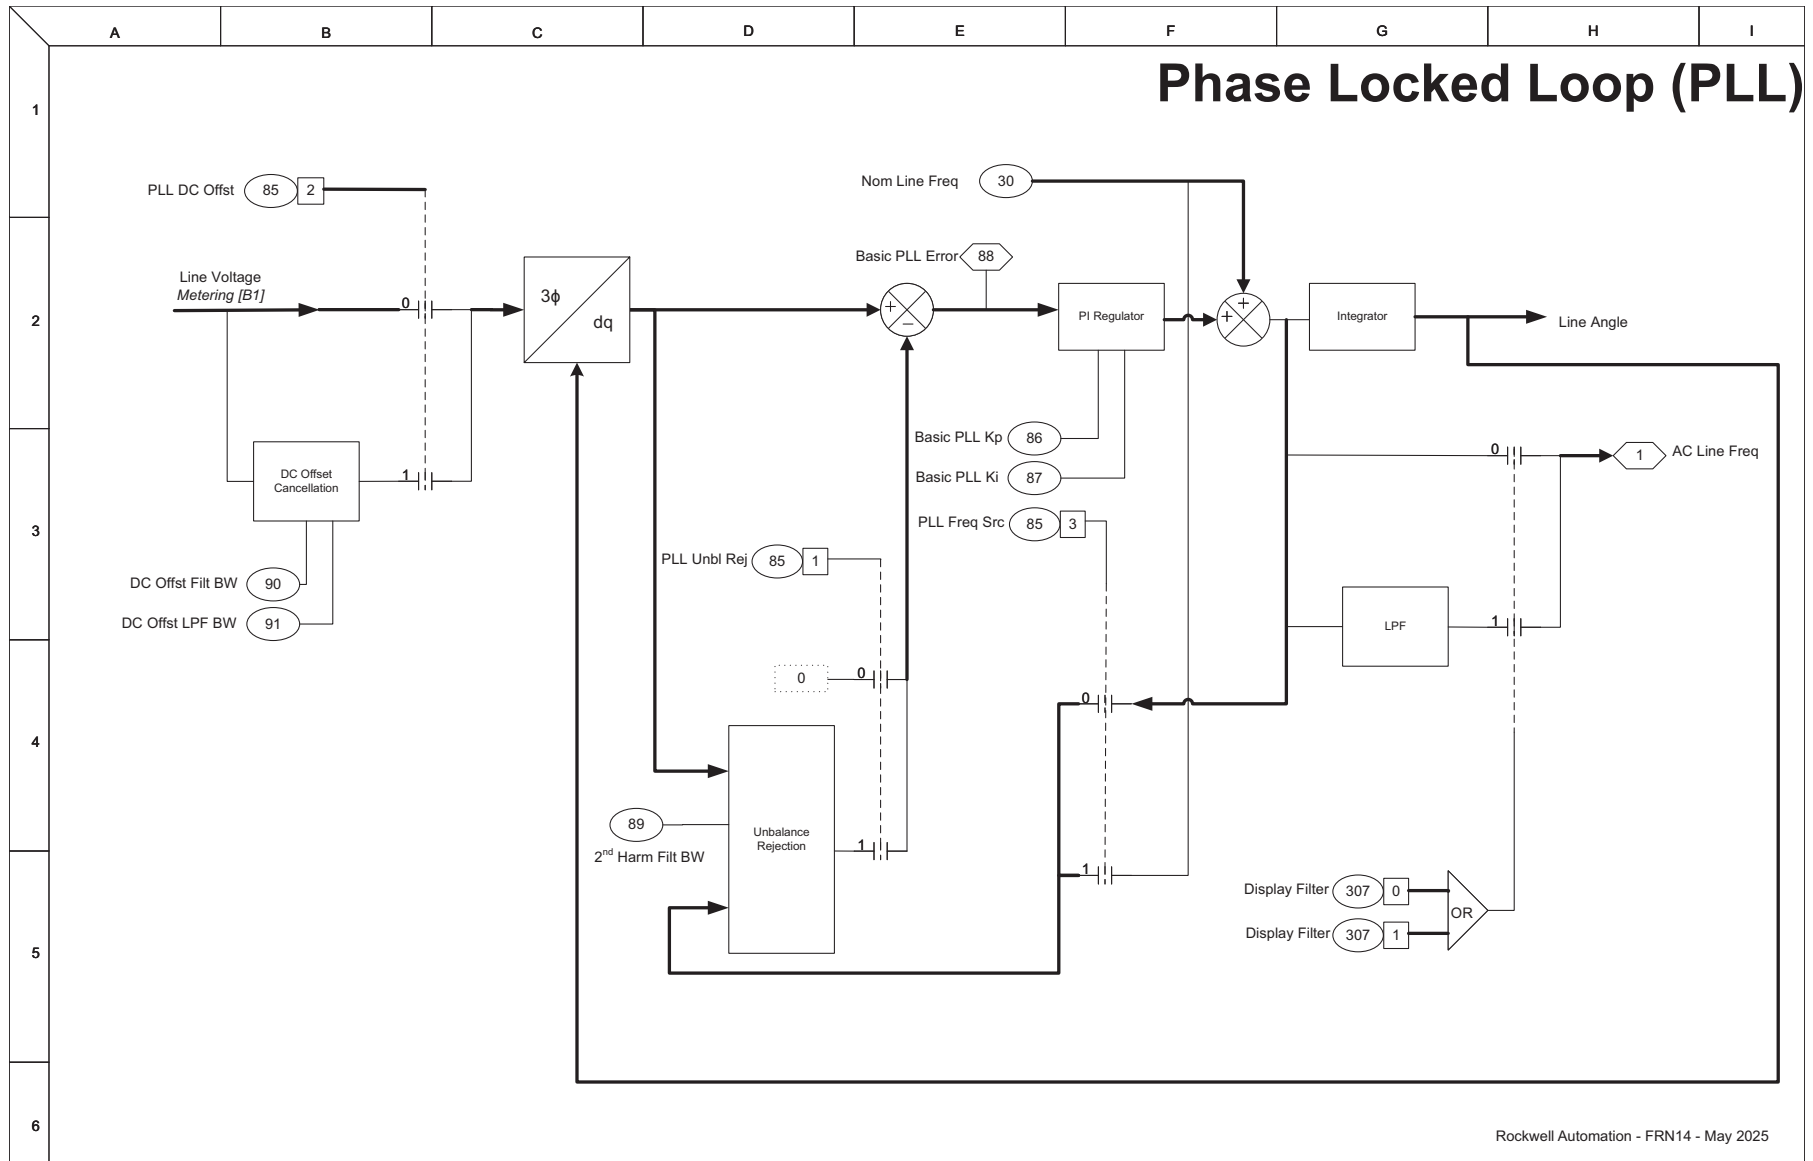 A B C D E F G H I
Phase Locked Loop (PLL)
1
PLL DC Offst 85 2
Nom Line Freq 30
Basic PLL Error 88
Line Voltage
Metering [B1]
0
3ϕ
dq
+
–
PI Regulator
+
+
Integrator
Line Angle
2
Basic PLL Kp 86
Basic PLL Ki 87
0
1 AC Line Freq
DC Offset
Cancellation
1
PLL Freq Src 85 3
3
PLL Unbl Rej 85 1
DC Offst Filt BW 90
DC Offst LPF BW 91
LPF
1
0
0
0
4
89
2nd Harm Filt BW
Unbalance
Rejection
1
1
Display Filter 307 0
OR
Display Filter 307 1
5
6
Rockwell Automation - FRN14 - May 2025